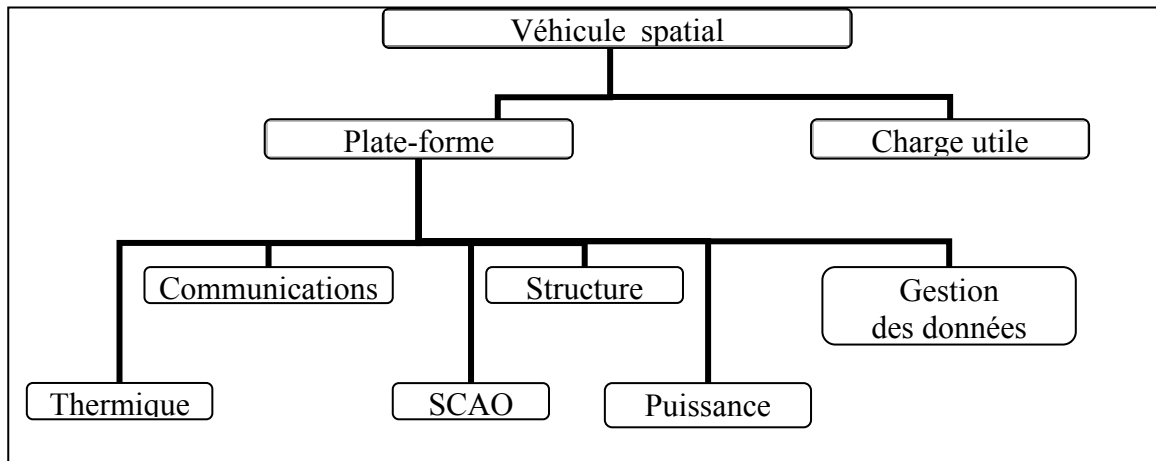 Véhicule spatial
Plate-forme
Charge utile
Communications
Structure
Gestion
des données
Thermique
SCAO
Puissance